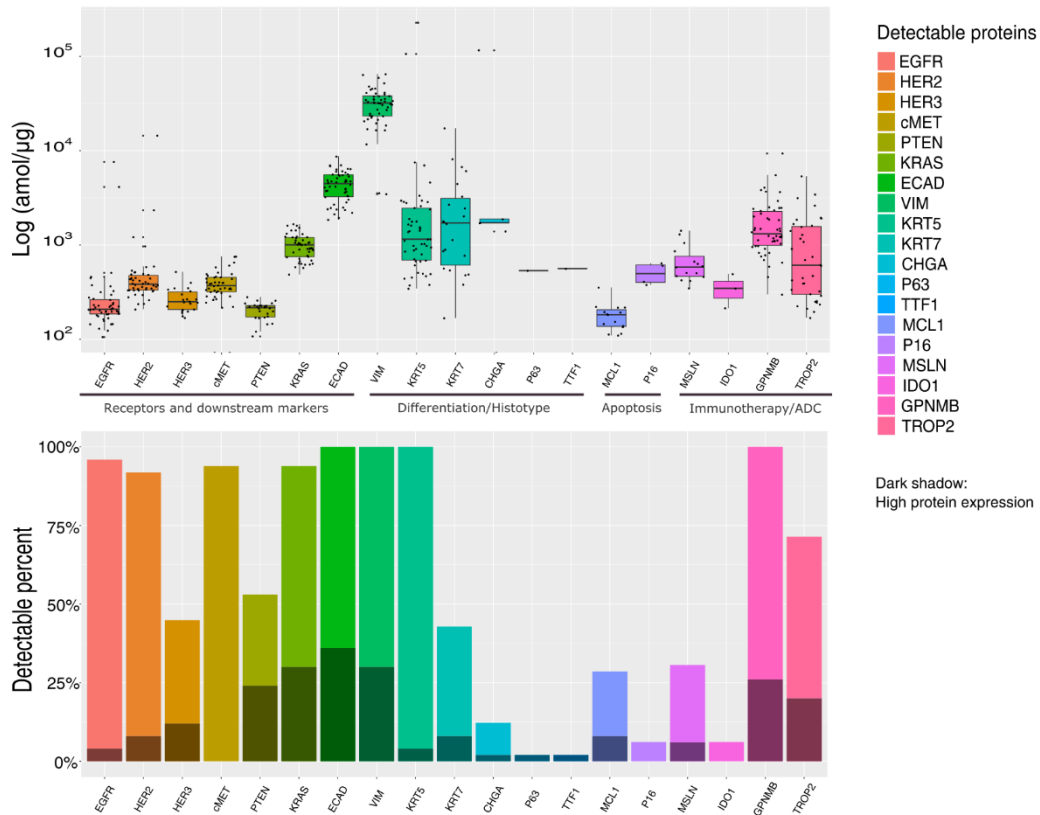 Log (amol/μg)
10⁵
10⁴
10³
10²
EGFR HER2 HER3 cMET PTEN KRAS ECAD VIM KRT5 KRT7 CHGA P63 TTF1 MCL1 P16 MSLN IDO1 GPNMB TROP2
Receptors and downstream markers Differentiation/Histotype Apoptosis Immunotherapy/ADC
Detectable percent
100%
75%
50%
25%
0%
EGFR HER2 HER3 cMET PTEN KRAS ECAD VIM KRT5 KRT7 CHGA P63 TTF1 MCL1 P16 MSLN IDO1 GPNMB TROP2
Detectable proteins
EGFR
HER2
HER3
cMET
PTEN
KRAS
ECAD
VIM
KRT5
KRT7
CHGA
P63
TTF1
MCL1
P16
MSLN
IDO1
GPNMB
TROP2
Dark shadow:
High protein expression